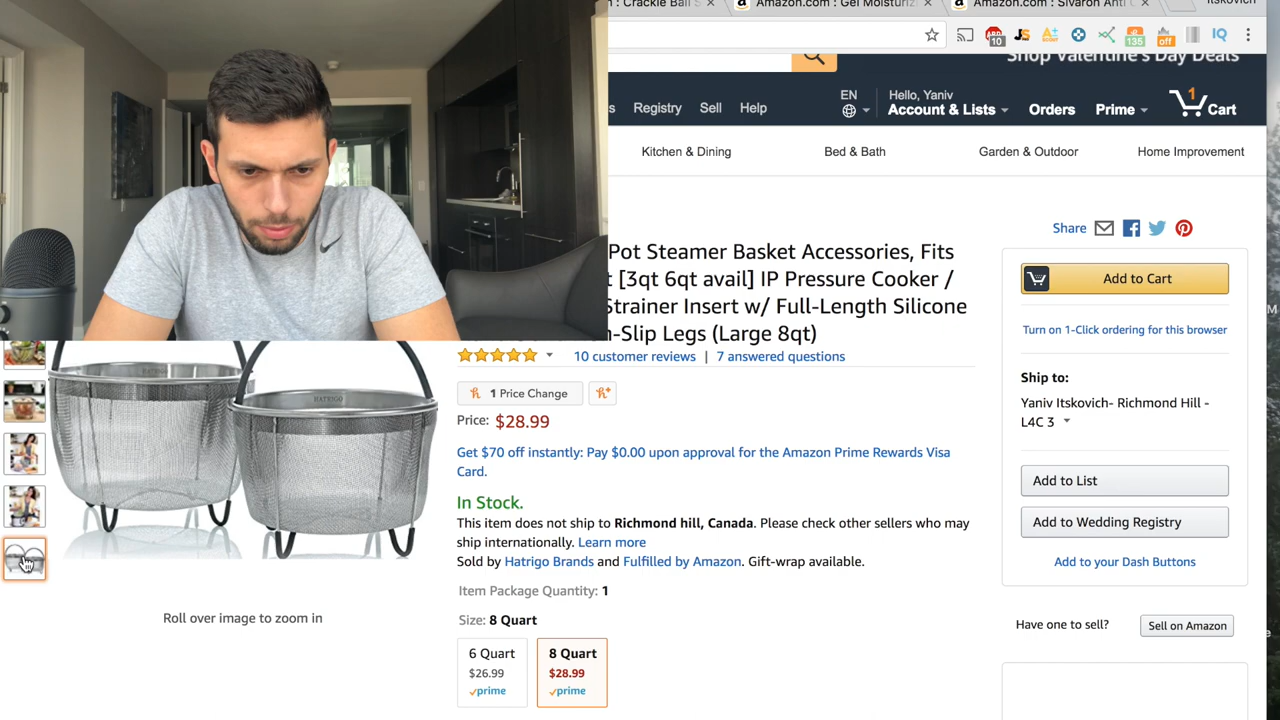 : Crackle Ball S
Amazon.com : Gel Moisturiz
Amazon.com : Sivaron Anti C
Itskovich
10
135
off
IQ
Shop Valentine's Day Deals
Registry
Sell
Help
EN
Hello, Yaniv
Account & Lists
Orders
Prime
1
Cart
Kitchen & Dining
Bed & Bath
Garden & Outdoor
Home Improvement
Share
Pot Steamer Basket Accessories, Fits
t [3qt 6qt avail] IP Pressure Cooker /
Strainer Insert w/ Full-Length Silicone
n-Slip Legs (Large 8qt)
10 customer reviews | 7 answered questions
1 Price Change
Price: $28.99
Get $70 off instantly: Pay $0.00 upon approval for the Amazon Prime Rewards Visa
Card.
In Stock.
This item does not ship to Richmond hill, Canada. Please check other sellers who may
ship internationally. Learn more
Sold by Hatrigo Brands and Fulfilled by Amazon. Gift-wrap available.
Item Package Quantity: 1
Size: 8 Quart
6 Quart
$26.99
prime
8 Quart
$28.99
prime
HATRIGO
Roll over image to zoom in
Add to Cart
Turn on 1-Click ordering for this browser
Ship to:
Yaniv Itskovich- Richmond Hill -
L4C 3
Add to List
Add to Wedding Registry
Add to your Dash Buttons
Have one to sell?
Sell on Amazon